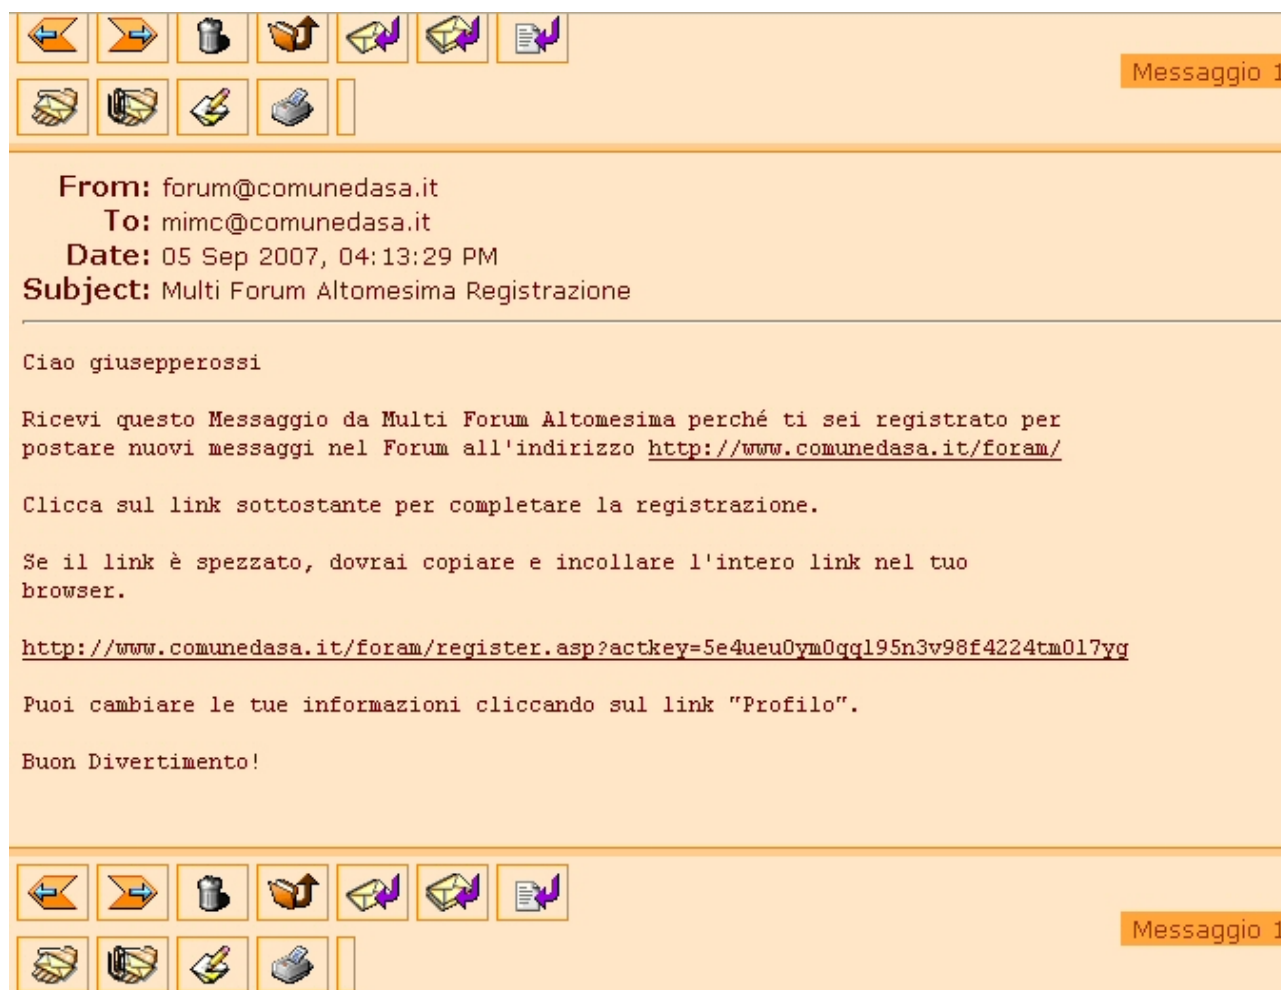 Messaggio 1
From: forum@comunedasa.it
To: mimc@comunedasa.it
Date: 05 Sep 2007, 04:13:29 PM
Subject: Multi Forum Altomesima Registrazione
Ciao giusepperossi
Ricevi questo Messaggio da Multi Forum Altomesima perché ti sei registrato per
postare nuovi messaggi nel Forum all'indirizzo http://www.comunedasa.it/foram/
Clicca sul link sottostante per completare la registrazione.
Se il link è spezzato, dovrai copiare e incollare l'intero link nel tuo
browser.
http://www.comunedasa.it/foram/register.asp?actkey=5e4ueu0ym0qql95n3v98f4224tm0l7yg
Puoi cambiare le tue informazioni cliccando sul link "Profilo".
Buon Divertimento!
Messaggio 1